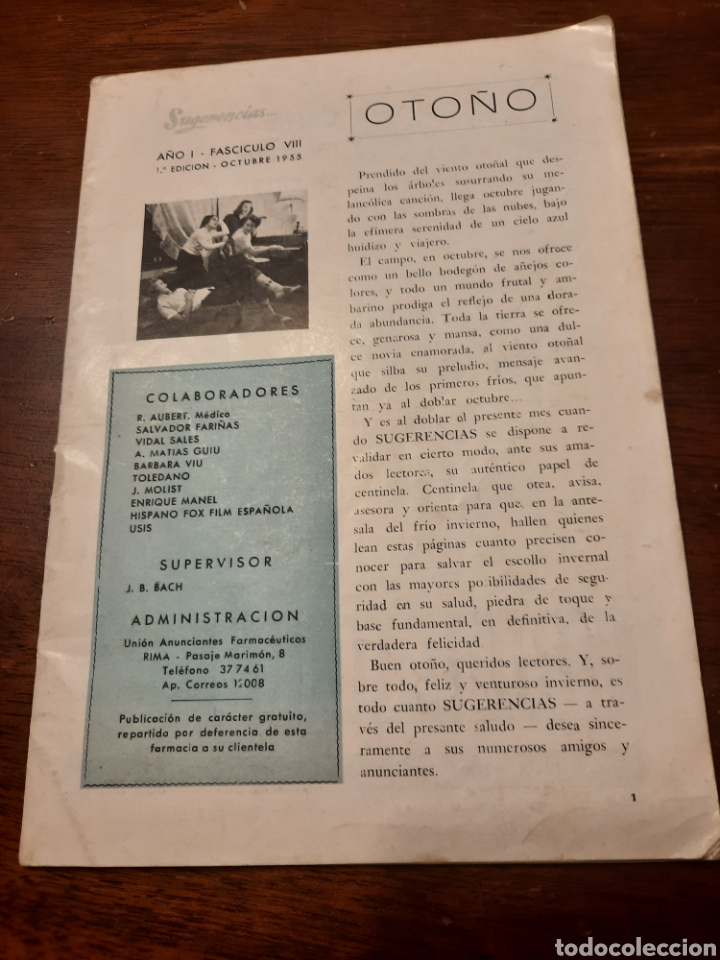 Sugerencias...
AÑO I - FASCICULO VIII
1.ª EDICION - OCTUBRE 1955
COLABORADORES
R. AUBERT, Médico
SALVADOR FARIÑAS
VIDAL SALES
A. MATIAS GUIU
BARBARA VIU
TOLEDANO
J. MOLIST
ENRIQUE MANEL
HISPANO FOX FILM ESPAÑOLA
USIS
SUPERVISOR
J. B. BACH
ADMINISTRACION
Unión Anunciantes Farmacéuticos
RIMA - Pasaje Marimón, 8
Teléfono 37 74 61
Ap. Correos 12008
Publicación de carácter gratuito,
repartido por deferencia de esta
farmacia a su clientela
OTOÑO
Prendido del viento otoñal que des-
peina los árboles susurrando su me-
lancólica canción, llega octubre jugan-
do con las sombras de las nubes, bajo
la efímera serenidad de un cielo azul
huidizo y viajero.
El campo, en octubre, se nos ofrece
como un bello bodegón de añejos co-
lores, y todo un mundo frutal y am-
barino prodiga el reflejo de una dora-
da abundancia. Toda la tierra se ofre-
ce, genarosa y mansa, como una dul-
ce novia enamorada, al viento otoñal
que silba su preludio, mensaje avan-
zado de los primeros fríos, que apun-
tan ya al doblar octubre...
Y es al doblar el presente mes cuan-
do SUGERENCIAS se dispone a re-
validar en cierto modo, ante sus ama-
dos lectores, su auténtico papel de
centinela. Centinela que otea, avisa,
asesora y orienta para que, en la ante-
sala del frío invierno, hallen quienes
lean estas páginas cuanto precisen co-
nocer para salvar el escollo invernal
con las mayores posibilidades de segu-
ridad en su salud, piedra de toque y
base fundamental, en definitiva, de la
verdadera felicidad.
Buen otoño, queridos lectores. Y, so-
bre todo, feliz y venturoso invierno, es
todo cuanto SUGERENCIAS — a tra-
vés del presente saludo — desea since-
ramente a sus numerosos amigos y
anunciantes.
1
todocoleccion